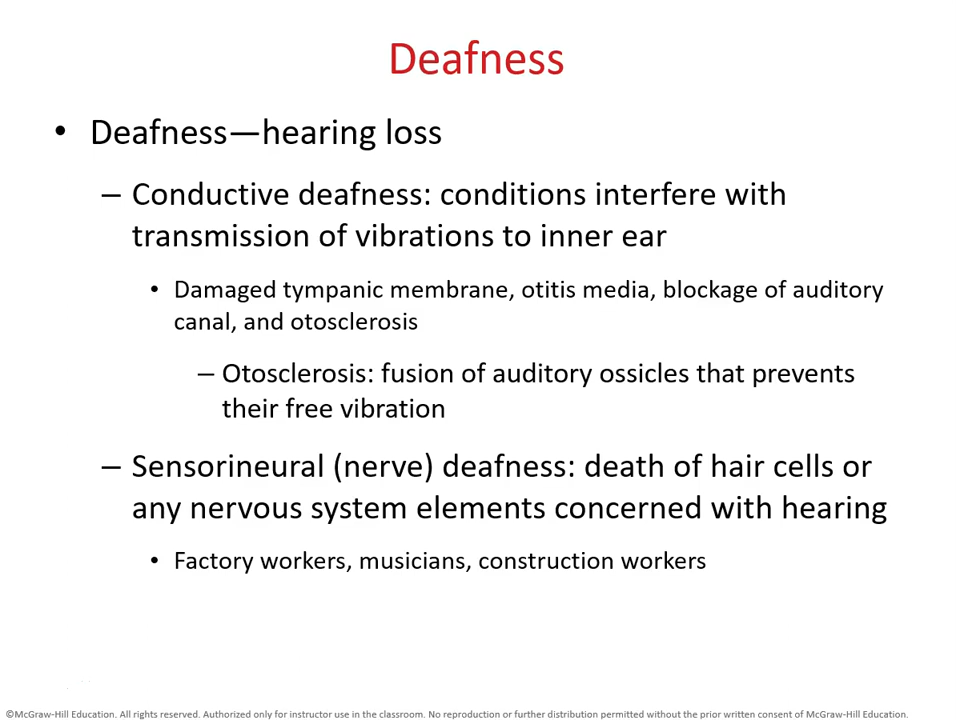 Deafness
• Deafness—hearing loss
– Conductive deafness: conditions interfere with
transmission of vibrations to inner ear
• Damaged tympanic membrane, otitis media, blockage of auditory
canal, and otosclerosis
– Otosclerosis: fusion of auditory ossicles that prevents
their free vibration
– Sensorineural (nerve) deafness: death of hair cells or
any nervous system elements concerned with hearing
• Factory workers, musicians, construction workers
©McGraw-Hill Education. All rights reserved. Authorized only for instructor use in the classroom. No reproduction or further distribution permitted without the prior written consent of McGraw-Hill Education.